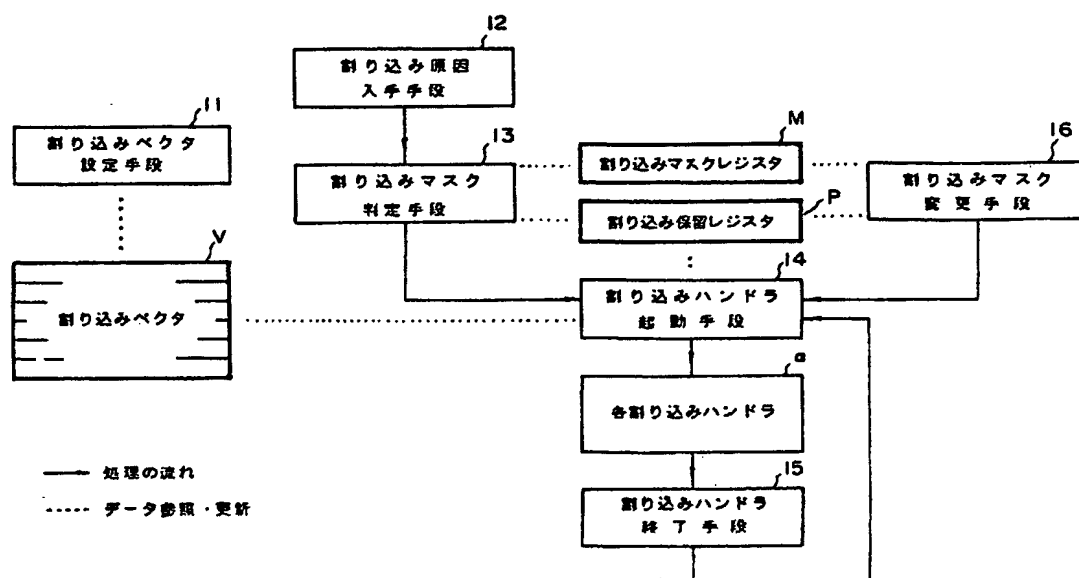 12
割り込み原因
入手手段
11
割り込みベクタ
設定手段
13
割り込みマスク
判定手段
M
割り込みマスクレジスタ
16
割り込みマスク
変更手段
P
割り込み保留レジスタ
V
割り込みベクタ
14
割り込みハンドラ
起動手段
a
各割り込みハンドラ
15
割り込みハンドラ
終了手段
処理の流れ
データ参照・更新